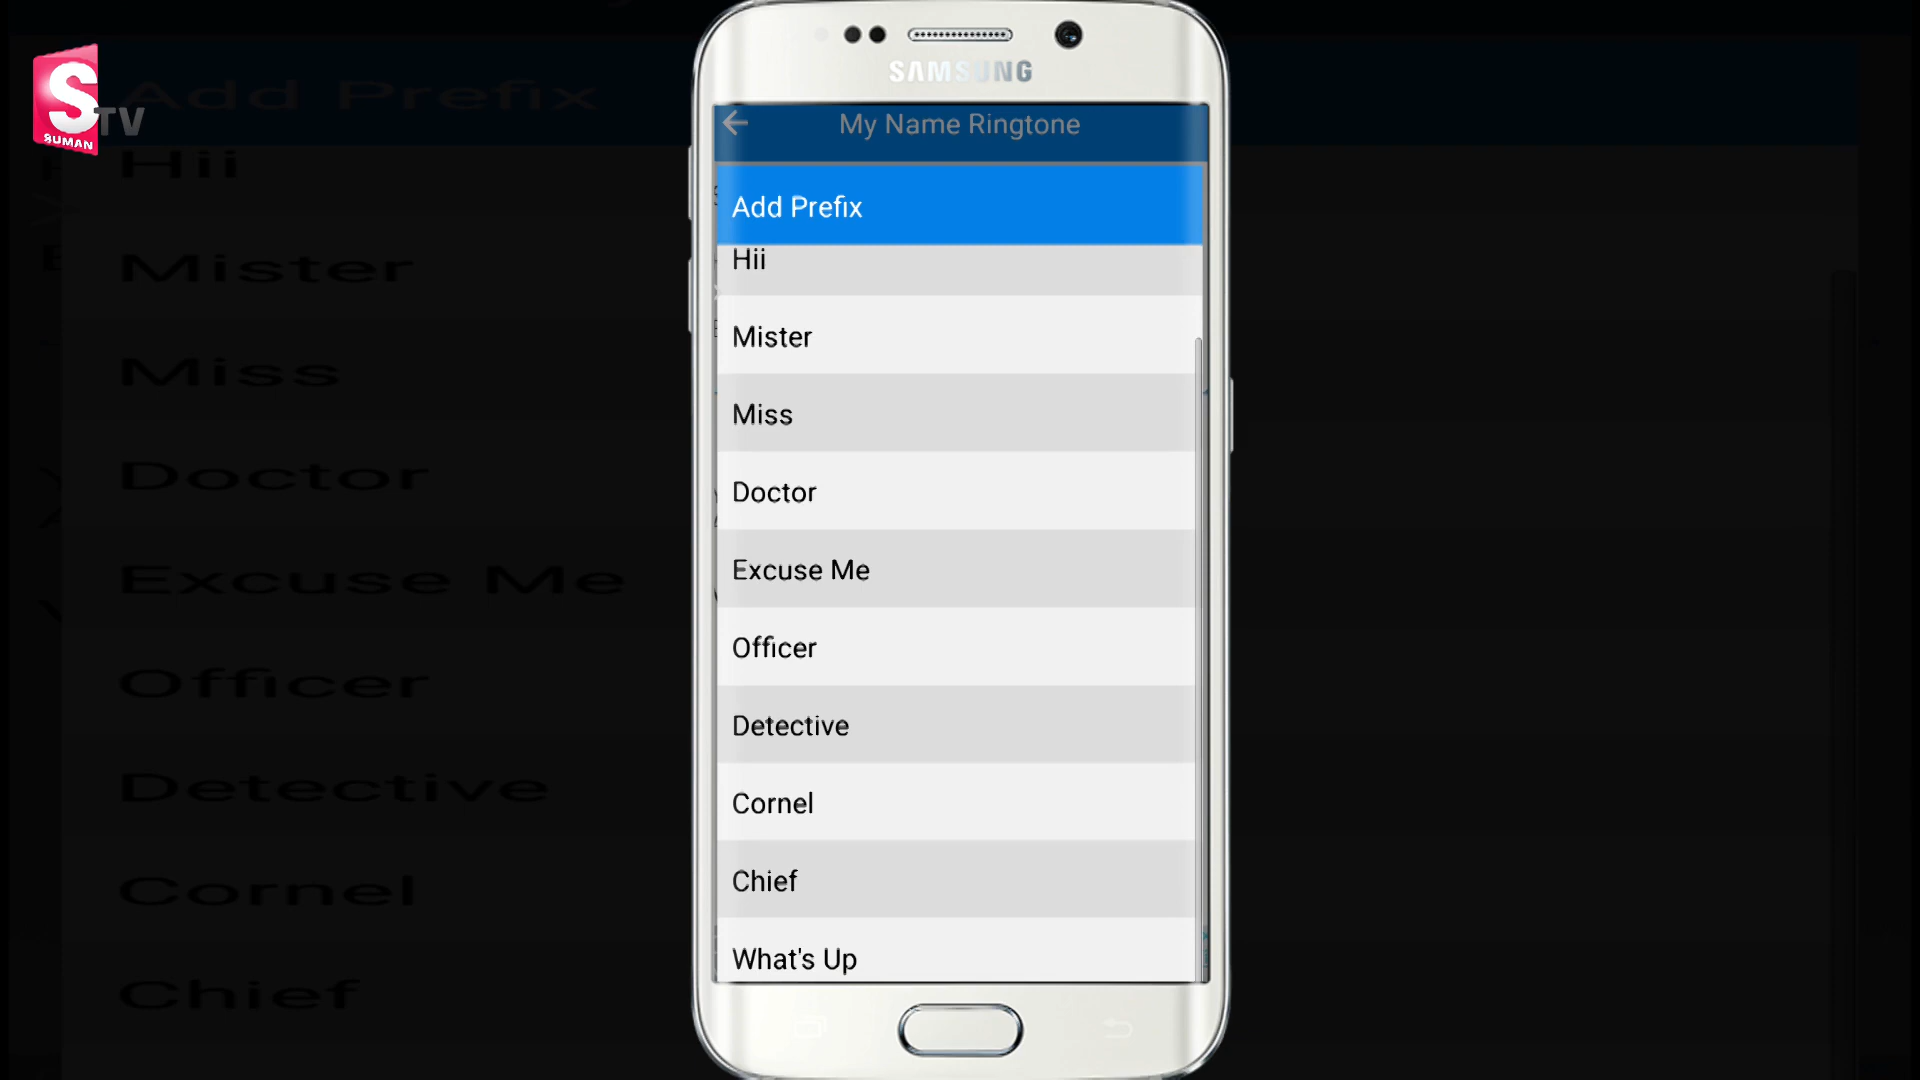 S
SUMAN
TV
SAMSUNG
My Name Ringtone
Add Prefix
Hii
Mister
Miss
Doctor
Excuse Me
Officer
Detective
Cornel
Chief
What's Up
Add Prefix
Hii
Mister
Miss
Doctor
Excuse Me
Officer
Detective
Cornel
Chief